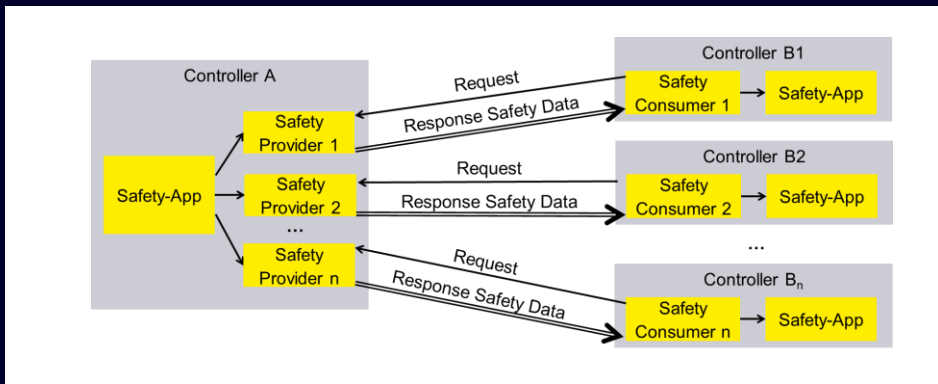 Controller A
Safety-App
Safety
Provider 1
Safety
Provider 2
...
Safety
Provider n
Request
Response Safety Data
Request
Response Safety Data
Request
Response Safety Data
Controller B1
Safety
Consumer 1
Safety-App
Controller B2
Safety
Consumer 2
Safety-App
...
Controller Bn
Safety
Consumer n
Safety-App